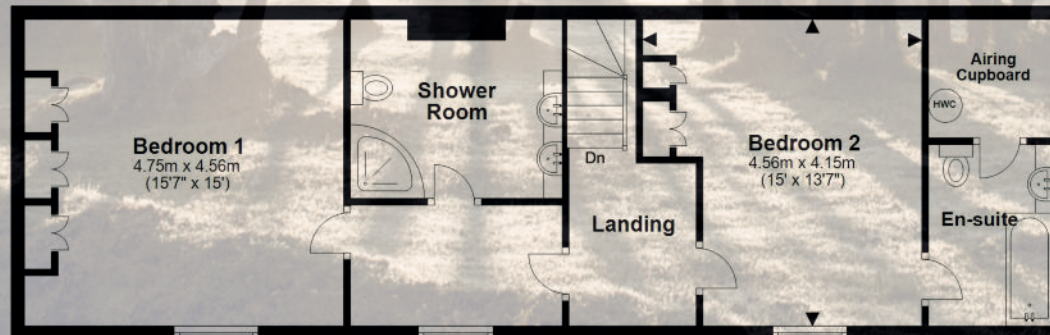 Bedroom 1
4.75m x 4.56m
(15'7" x 15')
Shower
Room
Dn
Landing
Bedroom 2
4.56m x 4.15m
(15' x 13'7")
Airing
Cupboard
HWC
En-suite